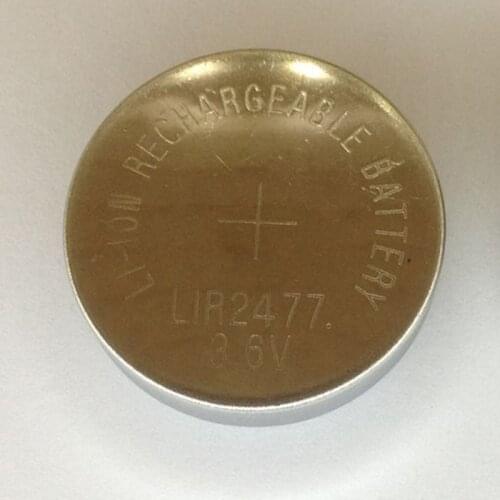 LI-ION RECHARGEABLE BATTERY
+
LIR2477.
3.6V